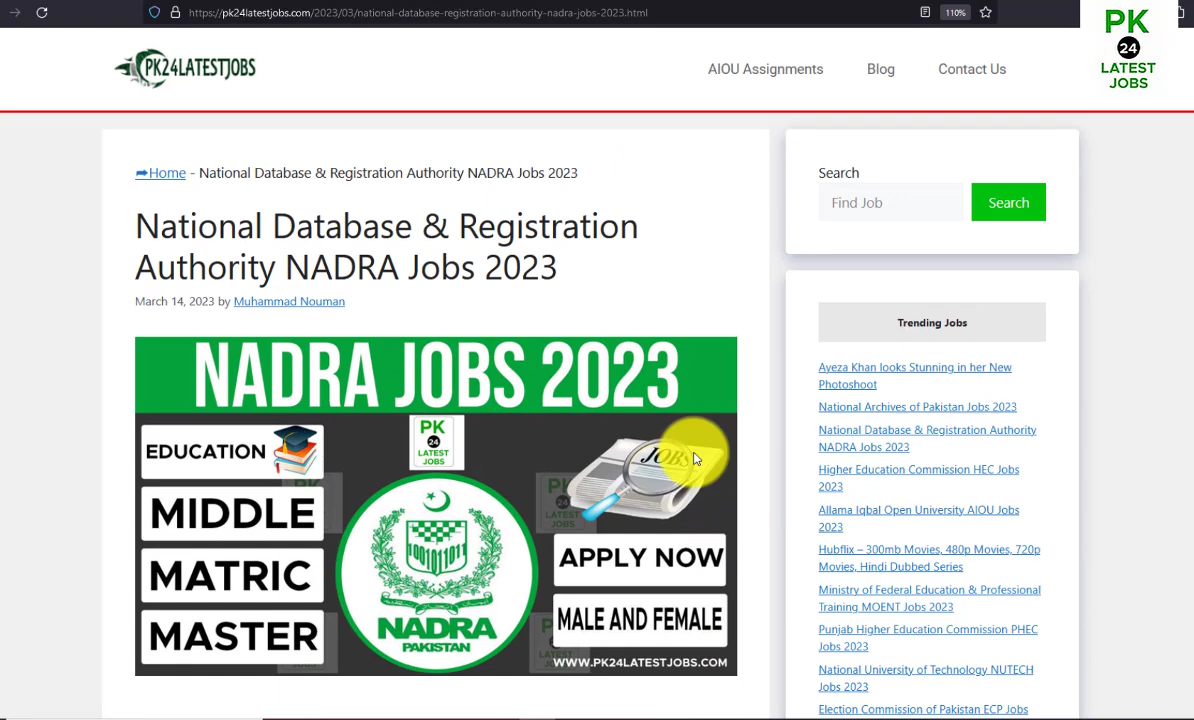 https://pk24latestjobs.com/2023/03/national-database-registration-authority-nadra-jobs-2023.html
110%
PK24LATESTJOBS
AIOU Assignments
Blog
Contact Us
PK
24
LATEST
JOBS
➦Home - National Database & Registration Authority NADRA Jobs 2023
National Database & Registration
Authority NADRA Jobs 2023
March 14, 2023 by Muhammad Nouman
NADRA JOBS 2023
EDUCATION
MIDDLE
MATRIC
MASTER
PK
24
LATEST
JOBS
1001011011
NADRA
PAKISTAN
JOBS
APPLY NOW
MALE AND FEMALE
WWW.PK24LATESTJOBS.COM
Search
Find Job
Search
Trending Jobs
Ayeza Khan looks Stunning in her New
Photoshoot
National Archives of Pakistan Jobs 2023
National Database & Registration Authority
NADRA Jobs 2023
Higher Education Commission HEC Jobs
2023
Allama Iqbal Open University AIOU Jobs
2023
Hubflix – 300mb Movies, 480p Movies, 720p
Movies, Hindi Dubbed Series
Ministry of Federal Education & Professional
Training MOENT Jobs 2023
Punjab Higher Education Commission PHEC
Jobs 2023
National University of Technology NUTECH
Jobs 2023
Election Commission of Pakistan ECP Jobs